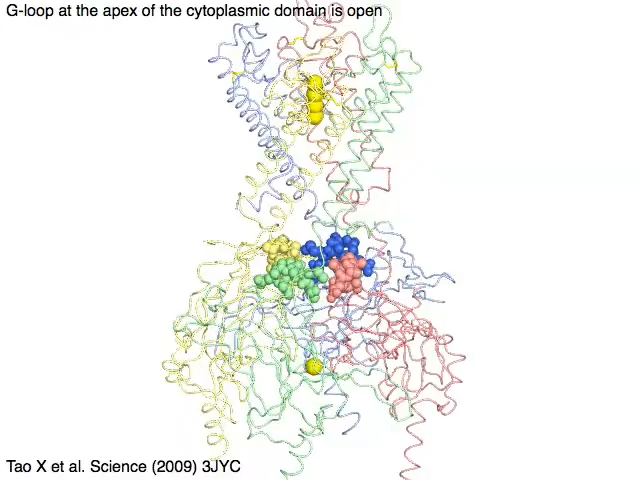 G-loop at the apex of the cytoplasmic domain is open
Tao X et al. Science (2009) 3JYC